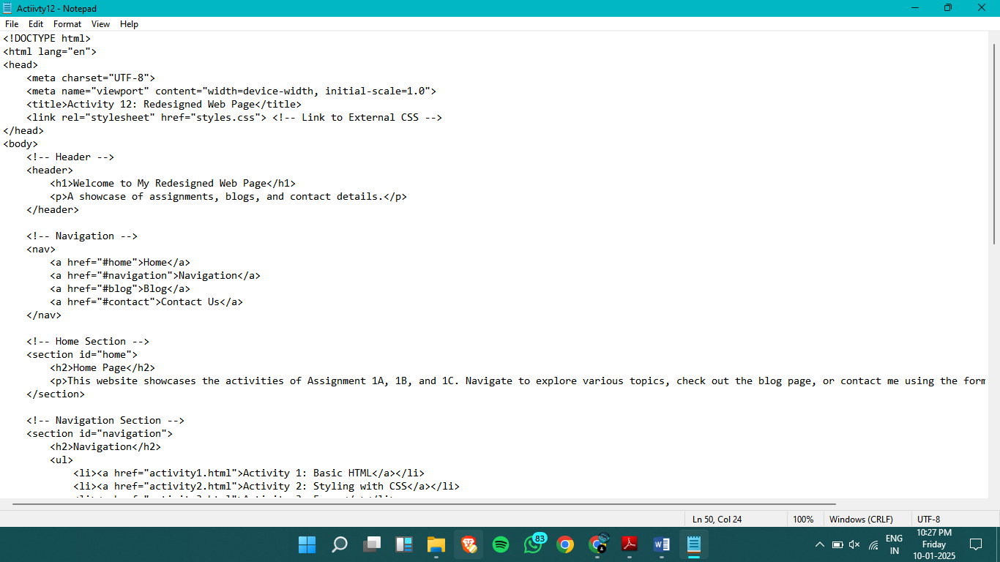 Actiivty12 - Notepad
File Edit Format View Help
<!DOCTYPE html>
<html lang="en">
<head>
    <meta charset="UTF-8">
    <meta name="viewport" content="width=device-width, initial-scale=1.0">
    <title>Activity 12: Redesigned Web Page</title>
    <link rel="stylesheet" href="styles.css"> <!-- Link to External CSS -->
</head>
<body>
    <!-- Header -->
    <header>
        <h1>Welcome to My Redesigned Web Page</h1>
        <p>A showcase of assignments, blogs, and contact details.</p>
    </header>

    <!-- Navigation -->
    <nav>
        <a href="#home">Home</a>
        <a href="#navigation">Navigation</a>
        <a href="#blog">Blog</a>
        <a href="#contact">Contact Us</a>
    </nav>

    <!-- Home Section -->
    <section id="home">
        <h2>Home Page</h2>
        <p>This website showcases the activities of Assignment 1A, 1B, and 1C. Navigate to explore various topics, check out the blog page, or contact me using the form
    </section>

    <!-- Navigation Section -->
    <section id="navigation">
        <h2>Navigation</h2>
        <ul>
            <li><a href="activity1.html">Activity 1: Basic HTML</a></li>
            <li><a href="activity2.html">Activity 2: Styling with CSS</a></li>
Ln 50, Col 24 100% Windows (CRLF) UTF-8
83
ENG
IN
10:27 PM
Friday
10-01-2025